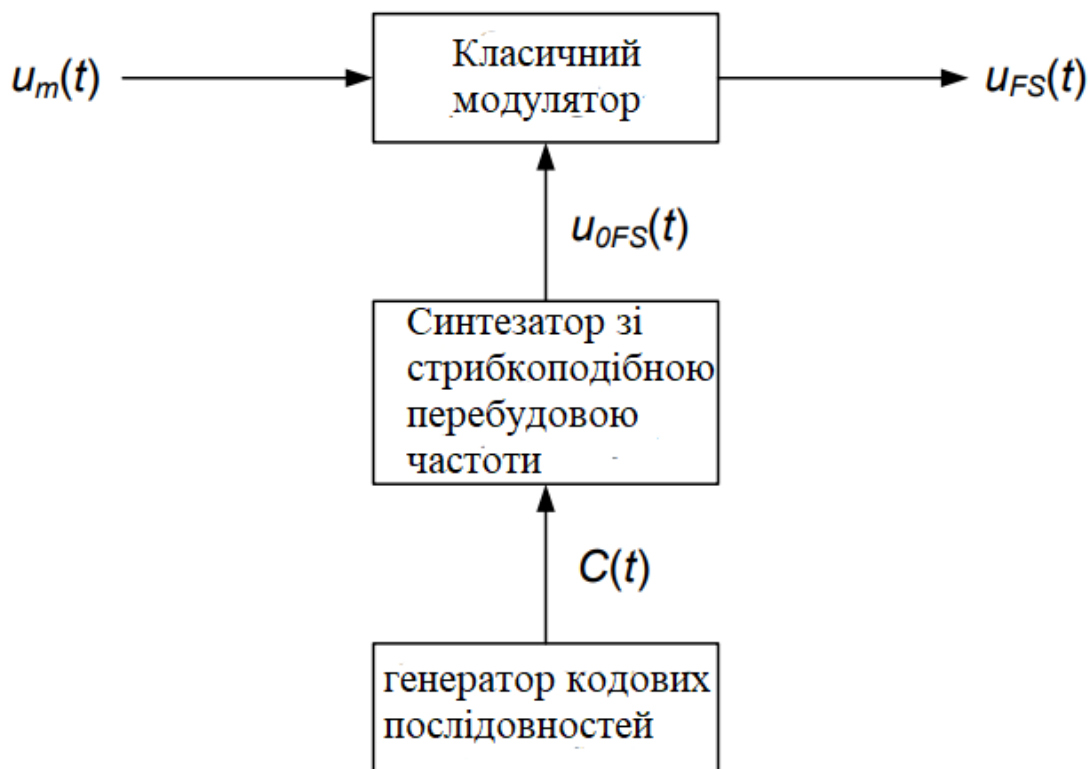 Класичний
модулятор
u_m(t)
u_FS(t)
u_0FS(t)
Синтезатор зі
стрибкоподібною
перебудовою
частоти
C(t)
генератор кодових
послідовностей